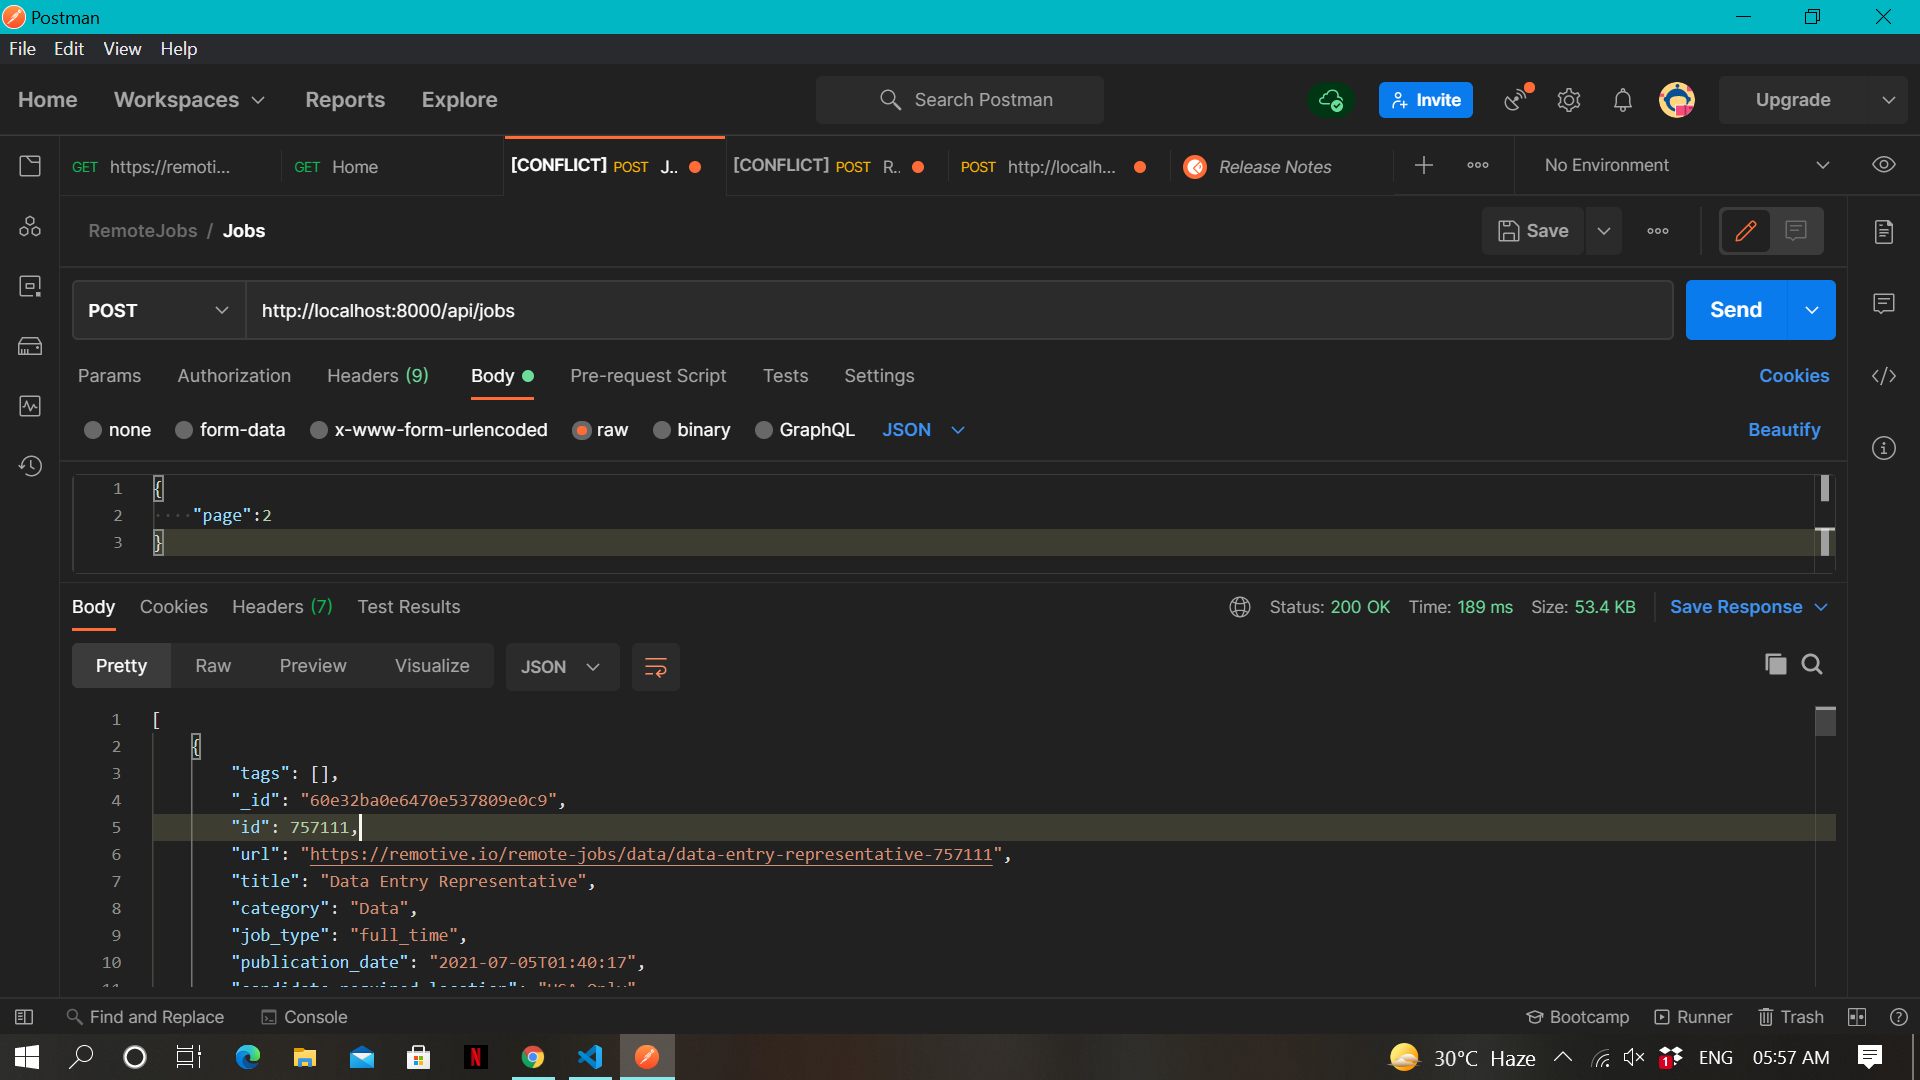 Postman
File Edit View Help
Home Workspaces Reports Explore Search Postman Invite Upgrade
GET https://remoti... GET Home [CONFLICT] POST J.. [CONFLICT] POST R.. POST http://localh... Release Notes No Environment
RemoteJobs / Jobs Save
POST http://localhost:8000/api/jobs Send
Params Authorization Headers (9) Body Pre-request Script Tests Settings Cookies
none form-data x-www-form-urlencoded raw binary GraphQL JSON Beautify
1 {
2 ····"page":2
3 }
Body Cookies Headers (7) Test Results Status: 200 OK Time: 189 ms Size: 53.4 KB Save Response
Pretty Raw Preview Visualize JSON
1 [
2 {
3 "tags": [],
4 "_id": "60e32ba0e6470e537809e0c9",
5 "id": 757111,
6 "url": "https://remotive.io/remote-jobs/data/data-entry-representative-757111",
7 "title": "Data Entry Representative",
8 "category": "Data",
9 "job_type": "full_time",
10 "publication_date": "2021-07-05T01:40:17",
11 "candidate_required_location": "USA Only"
Find and Replace Console Bootcamp Runner Trash
N 30°C Haze 1 ENG 05:57 AM